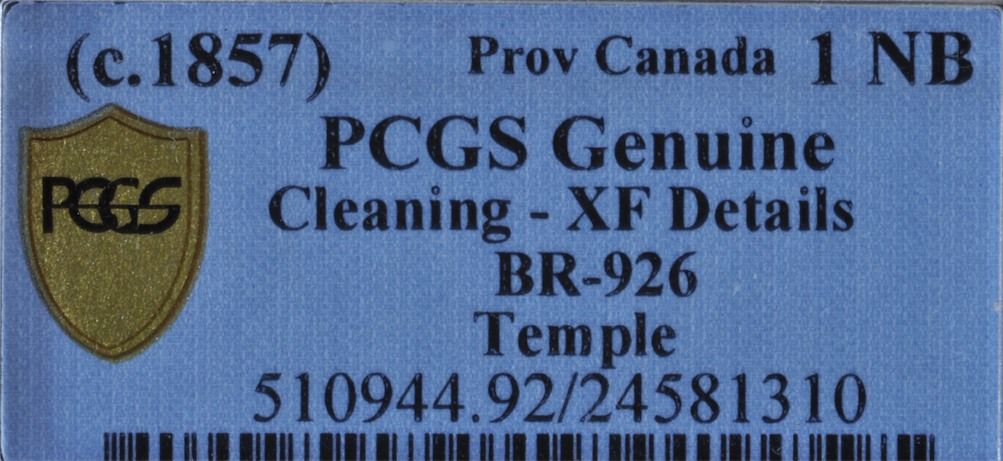 (c.1857) Prov Canada 1 NB
PCGS Genuine
PCGS
Cleaning - XF Details
BR-926
Temple
510944.92/24581310